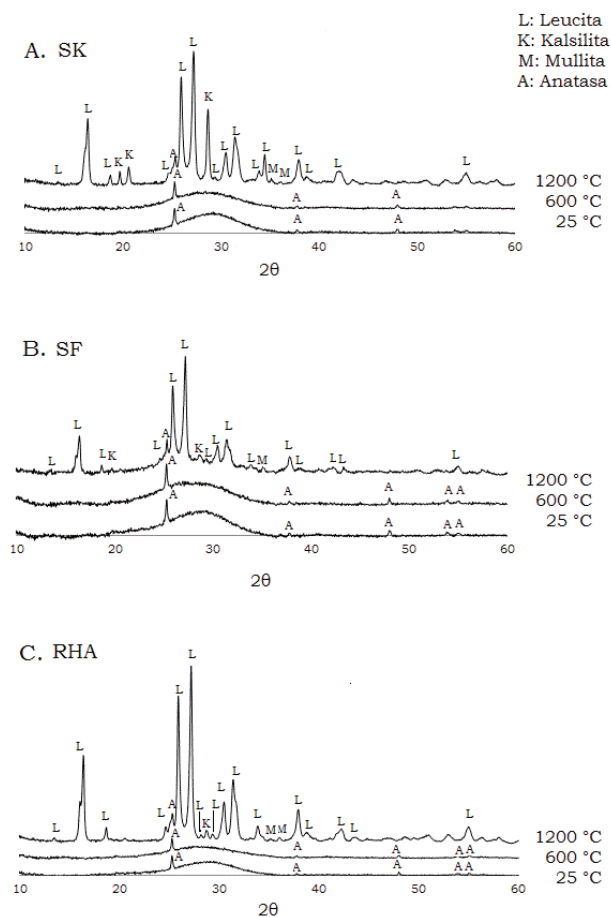 L: Leucita
K: Kalsilita
M: Mullita
A: Anatasa
A. SK
L L L K K L A A L L K L L L L L M M L L L L
1200 °C
600 °C A A
25 °C A A A
10 20 30 40 50 60
2θ
B. SF
L L L K L A A L L K L L L L M L L L L L
1200 °C
600 °C A A A A
25 °C A A A A A
10 20 30 40 50 60
2θ
C. RHA
L L L L A A L L L K L L L L M M L L L L L
1200 °C
600 °C A A A A
25 °C A A A A A
10 20 30 40 50 60
2θ